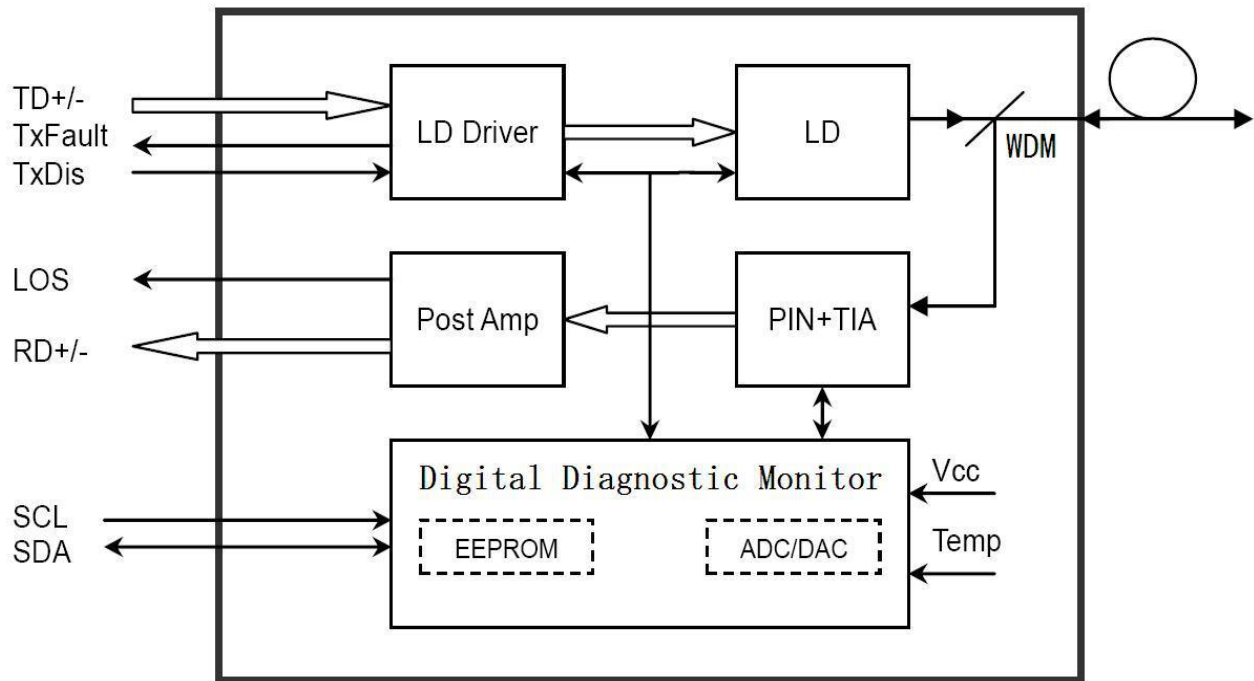 TD+/-
TxFault
TxDis
LD Driver
LD
WDM
LOS
RD+/-
Post Amp
PIN+TIA
Digital Diagnostic Monitor
EEPROM
ADC/DAC
Vcc
Temp
SCL
SDA